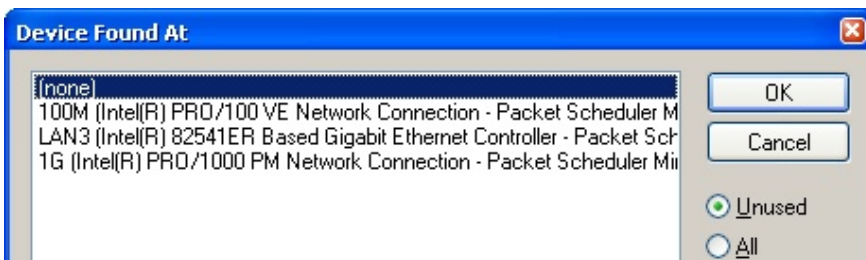 Device Found At
(none)
100M (Intel(R) PRO/100 VE Network Connection - Packet Scheduler M
LAN3 (Intel(R) 82541ER Based Gigabit Ethernet Controller - Packet Sch
1G (Intel(R) PRO/1000 PM Network Connection - Packet Scheduler Min
OK
Cancel
Unused
All